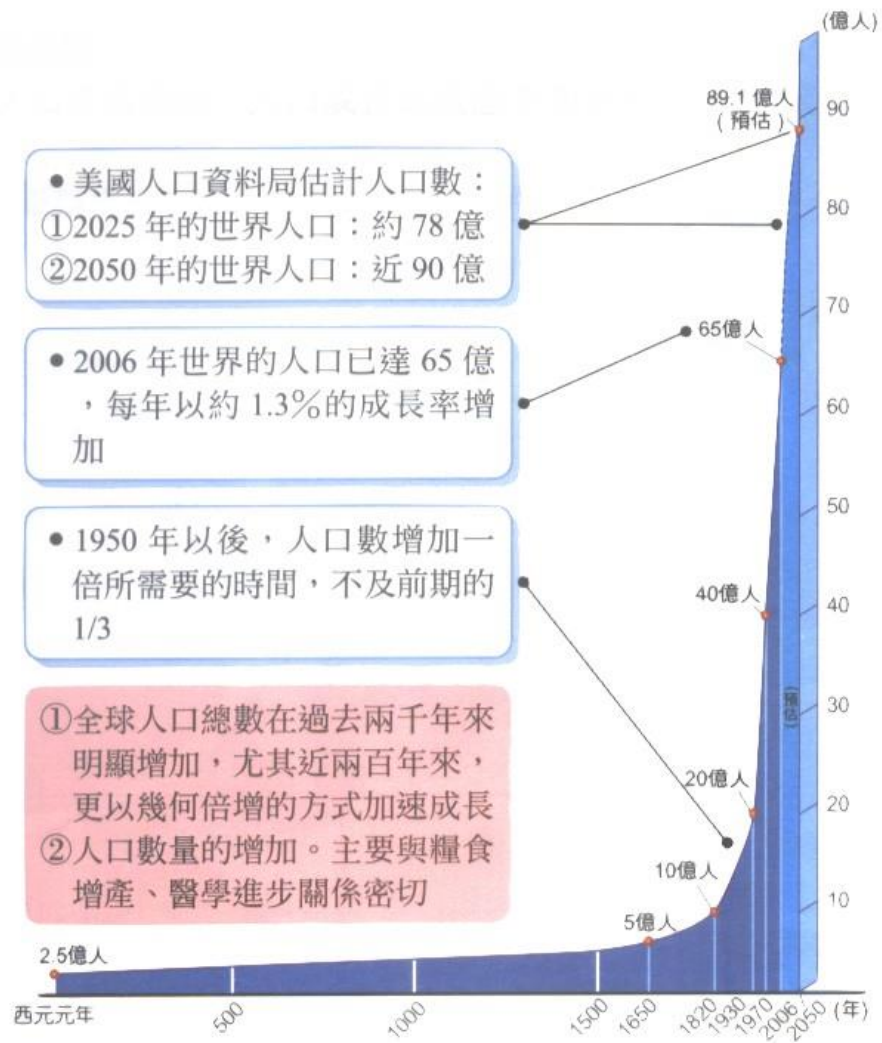 (億人)
89.1 億人
(預估)
90
80
70
65億人
60
50
40億人
40
30
(預估)
20億人
20
10億人
10
5億人
2.5億人
● 美國人口資料局估計人口數：
①2025 年的世界人口：約 78 億
②2050 年的世界人口：近 90 億
● 2006 年世界的人口已達 65 億
，每年以約 1.3%的成長率增
加
● 1950 年以後，人口數增加一
倍所需要的時間，不及前期的
1/3
①全球人口總數在過去兩千年來
明顯增加，尤其近兩百年來，
更以幾何倍增的方式加速成長
②人口數量的增加。主要與糧食
增產、醫學進步關係密切
西元元年
500
1000
1500
1650
1820
1930
1970
2006
2050
(年)